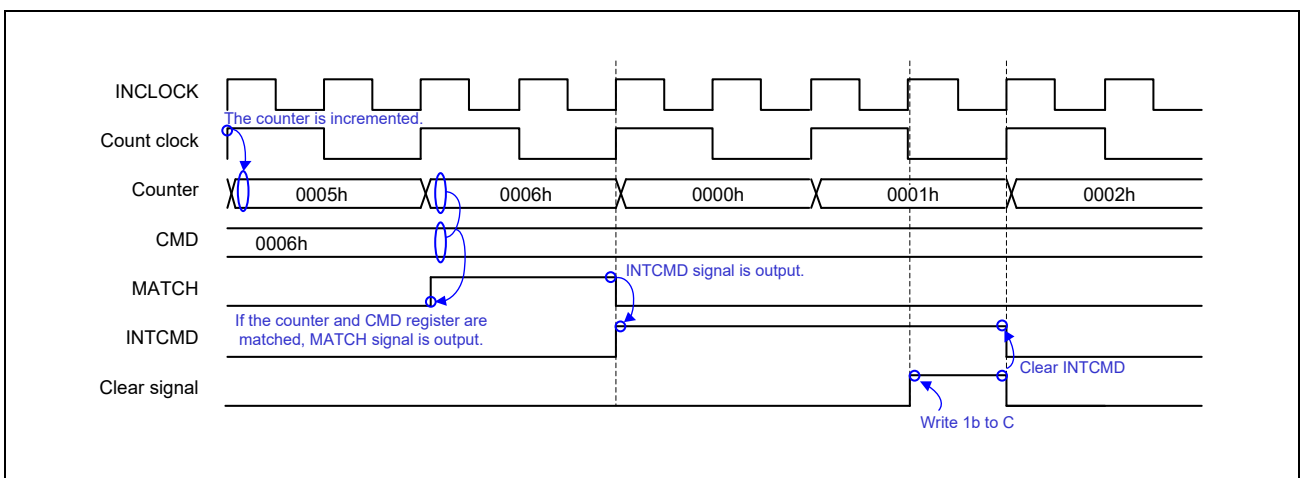 INCLOCK
The counter is incremented.
Count clock
Counter
0005h
0006h
0000h
0001h
0002h
CMD
0006h
MATCH
INTCMD signal is output.
If the counter and CMD register are
matched, MATCH signal is output.
INTCMD
Clear INTCMD
Clear signal
Write 1b to C